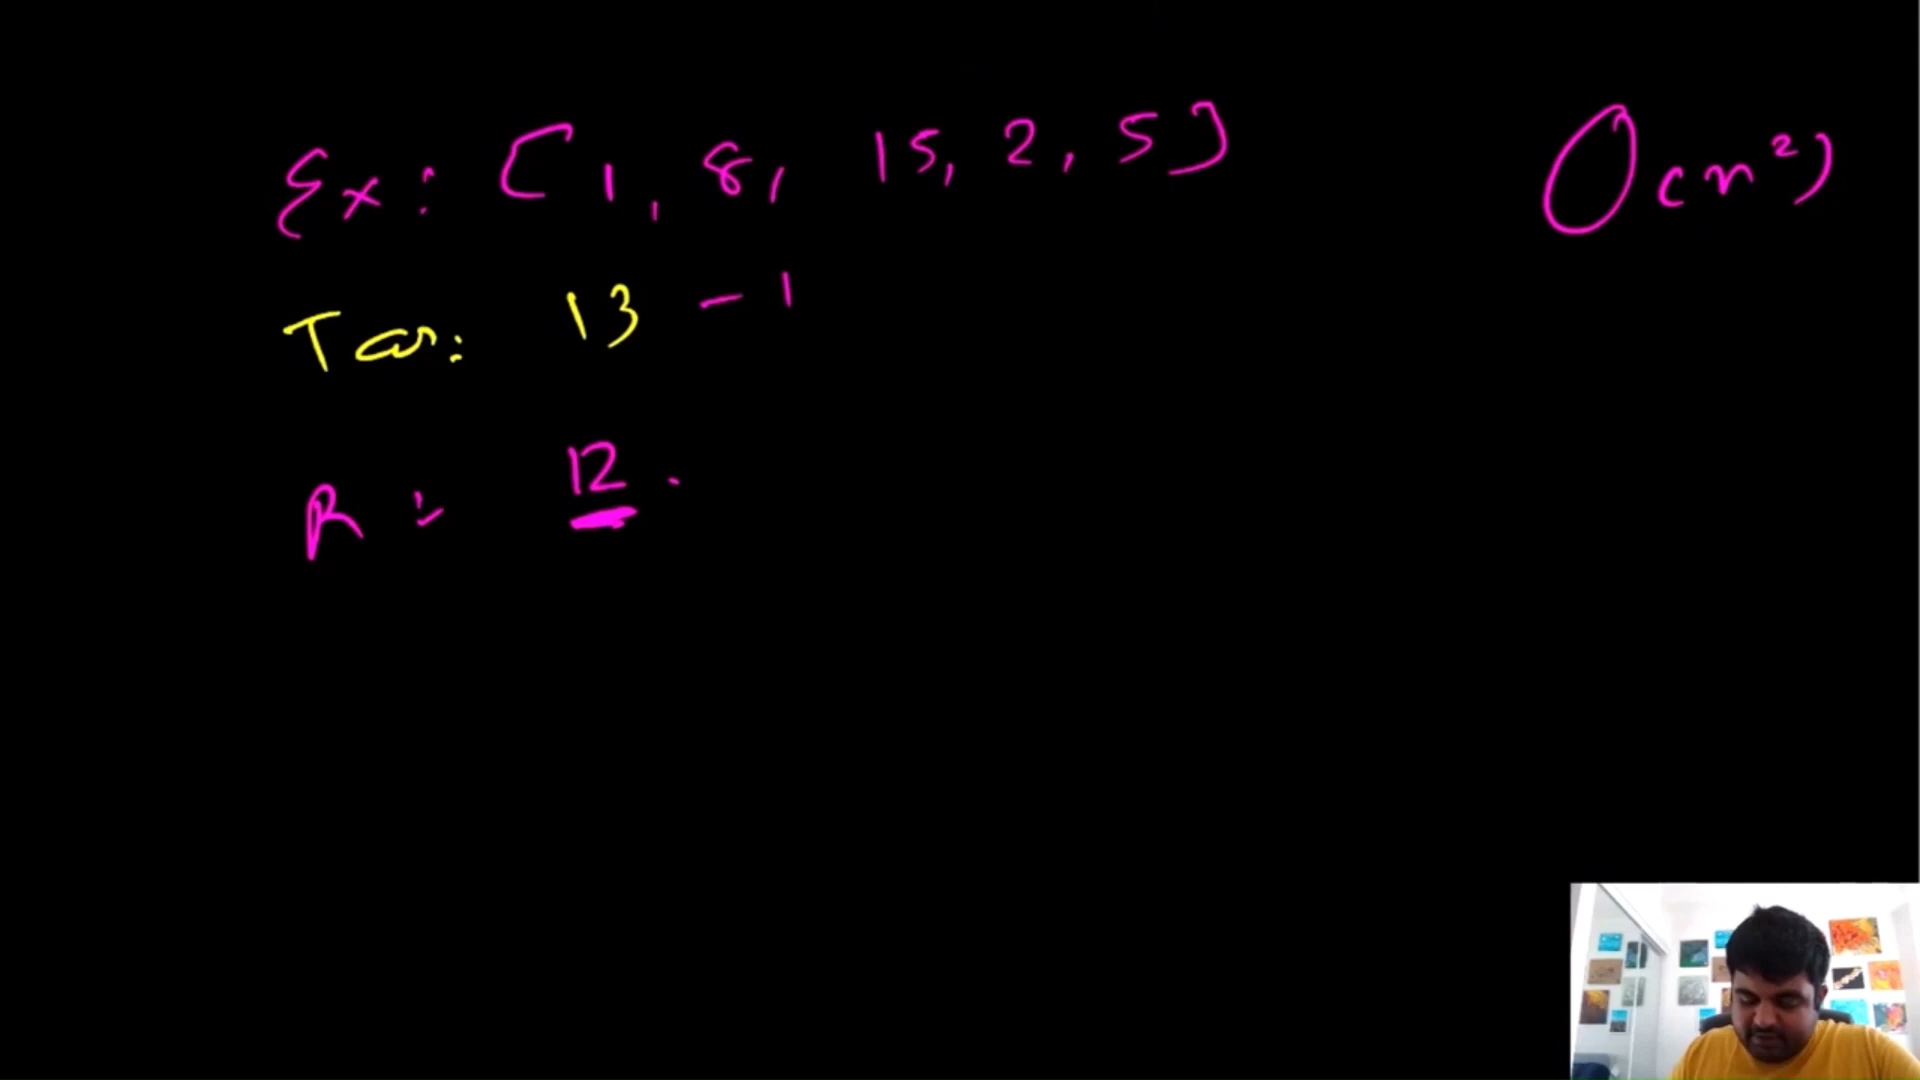 Ex: [1, 8, 15, 2, 5]
O(n²)
Tar: 13 - 1
R: 12.